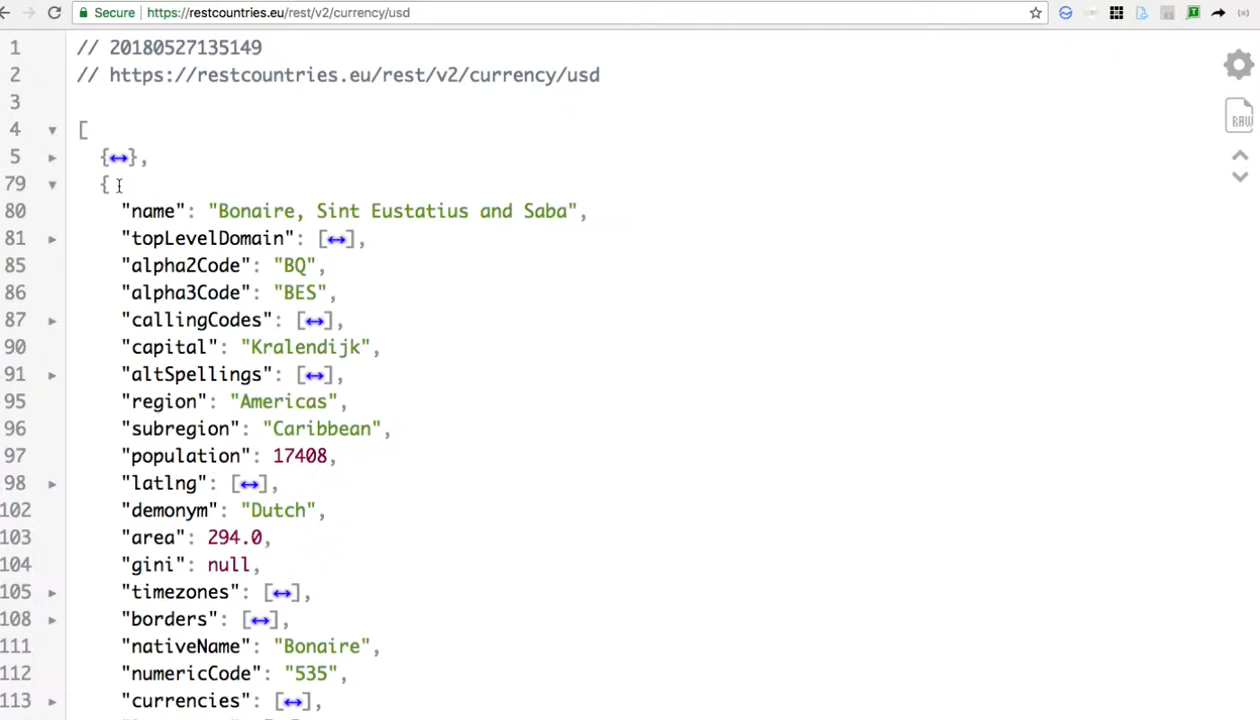 Secure https://restcountries.eu/rest/v2/currency/usd
1 // 20180527135149
2 // https://restcountries.eu/rest/v2/currency/usd
3
4 [
5 {↔},
79 {
80 "name": "Bonaire, Sint Eustatius and Saba",
81 "topLevelDomain": [↔],
85 "alpha2Code": "BQ",
86 "alpha3Code": "BES",
87 "callingCodes": [↔],
90 "capital": "Kralendijk",
91 "altSpellings": [↔],
95 "region": "Americas",
96 "subregion": "Caribbean",
97 "population": 17408,
98 "latlng": [↔],
102 "demonym": "Dutch",
103 "area": 294.0,
104 "gini": null,
105 "timezones": [↔],
108 "borders": [↔],
111 "nativeName": "Bonaire",
112 "numericCode": "535",
113 "currencies": [↔],
RAW